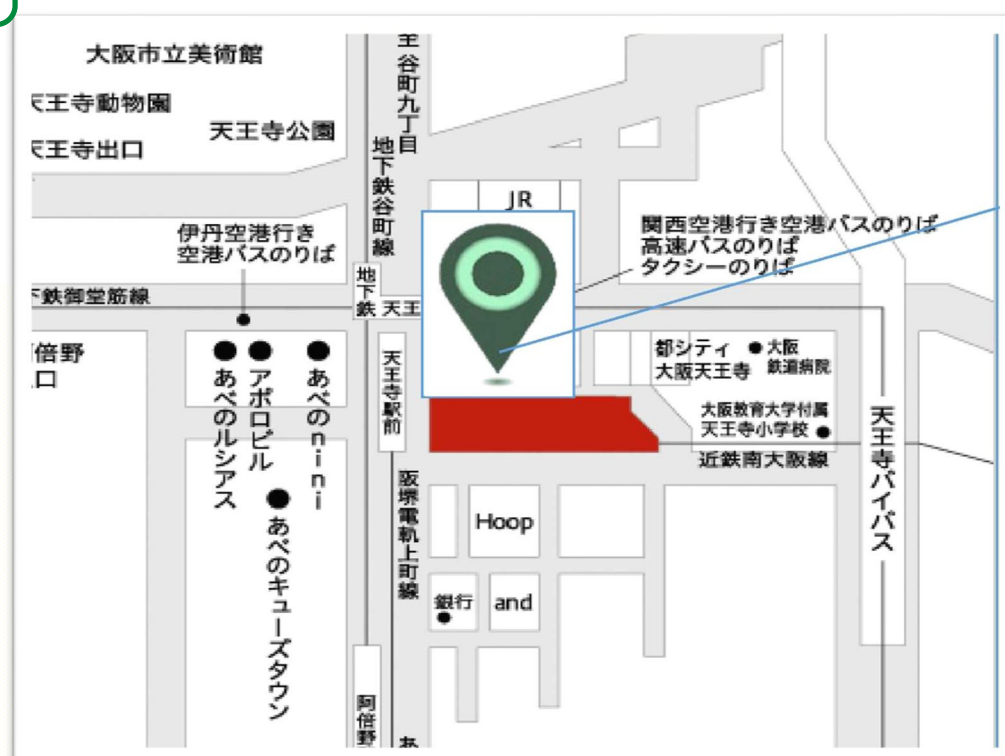 大阪市立美術館
天王寺動物園
天王寺公園
天王寺出口
至谷町九丁目
地下鉄谷町線
JR
伊丹空港行き
空港バスのりば
関西空港行き空港バスのりば
高速バスのりば
タクシーのりば
地下鉄
天王
下鉄御堂筋線
倍野
口
あべのルシアス
アポロビル
あべのnini
あべのキューズタウン
天王寺駅前
都シティ
大阪天王寺
大阪
鉄道病院
大阪教育大学付属
天王寺小学校
近鉄南大阪線
天王寺バイパス
阪堺電軌上町線
Hoop
銀行
and
阿倍野
あ